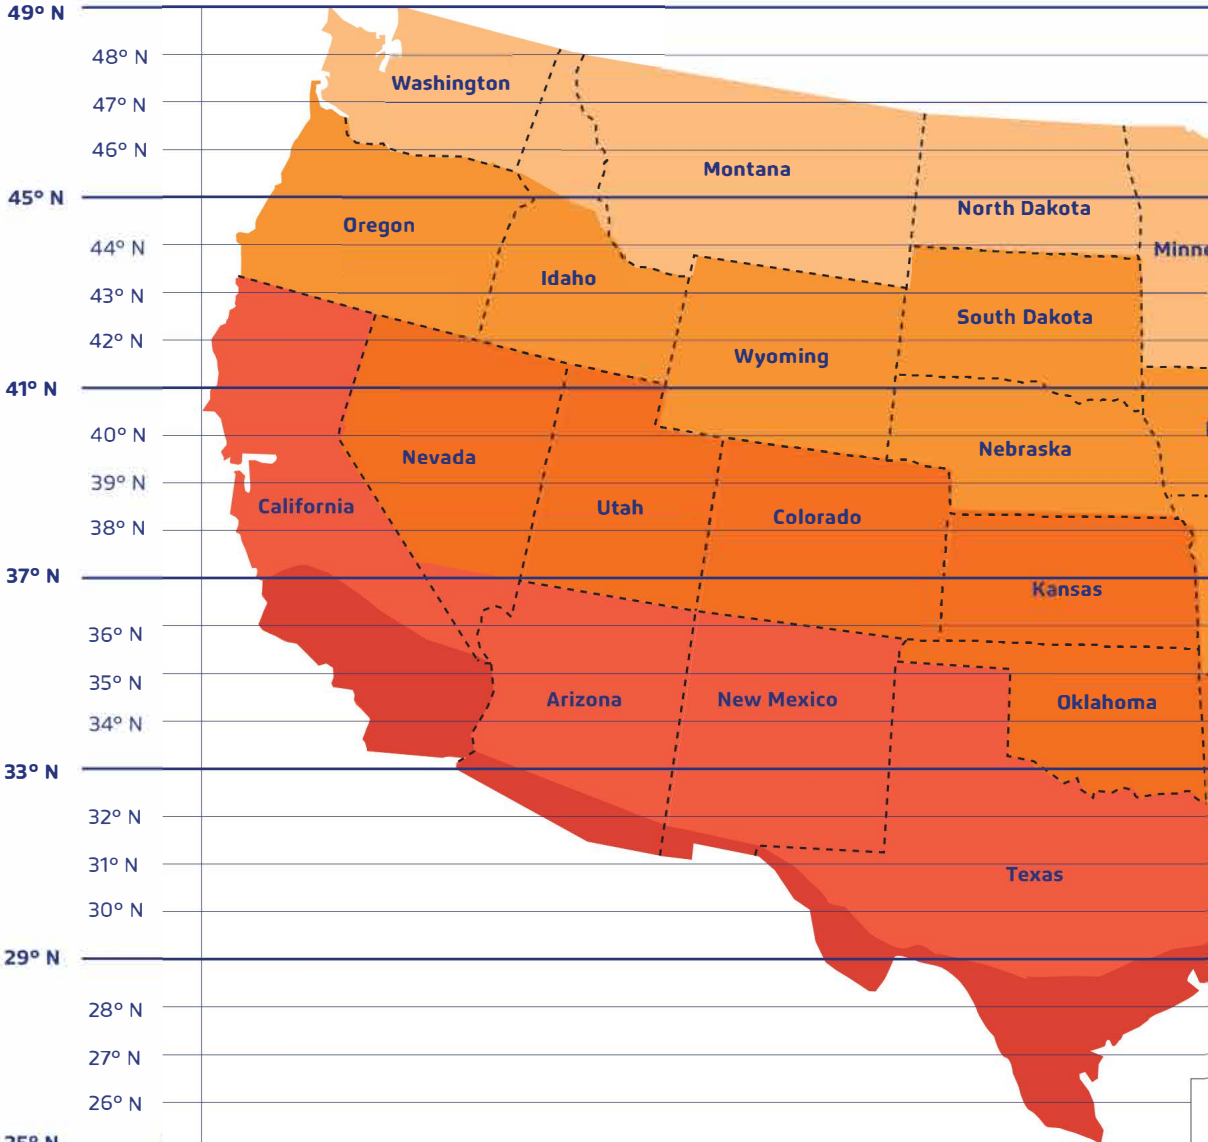 49° N
48° N
Washington
47° N
46° N
Montana
45° N
North Dakota
Oregon
44° N
Minne
Idaho
43° N
South Dakota
42° N
Wyoming
41° N
40° N
Nebraska
Nevada
39° N
California
Utah
Colorado
38° N
37° N
Kansas
36° N
35° N
Arizona
New Mexico
Oklahoma
34° N
33° N
32° N
31° N
Texas
30° N
29° N
28° N
27° N
26° N
25° N